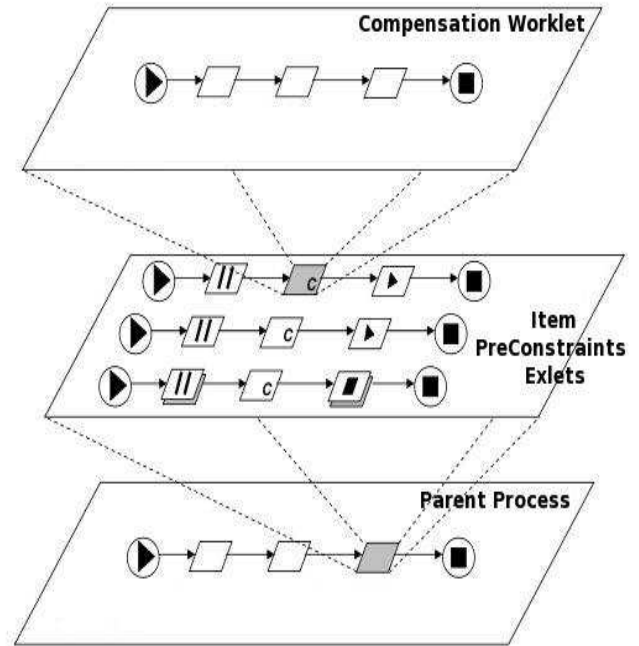 Compensation Worklet
C
Item
PreConstraints
Exlets
C
C
Parent Process